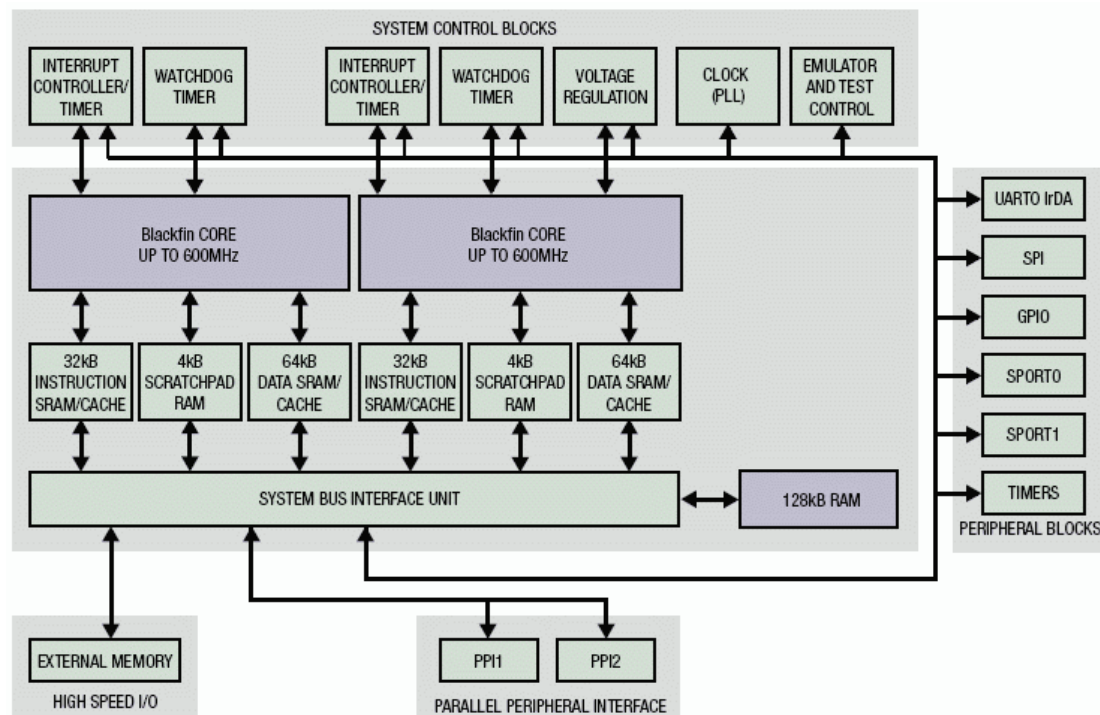 SYSTEM CONTROL BLOCKS
INTERRUPT
CONTROLLER/
TIMER
WATCHDOG
TIMER
INTERRUPT
CONTROLLER/
TIMER
WATCHDOG
TIMER
VOLTAGE
REGULATION
CLOCK
(PLL)
EMULATOR
AND TEST
CONTROL
Blackfin CORE
UP TO 600MHz
Blackfin CORE
UP TO 600MHz
32kB
INSTRUCTION
SRAM/CACHE
4kB
SCRATCHPAD
RAM
64kB
DATA SRAM/
CACHE
32kB
INSTRUCTION
SRAM/CACHE
4kB
SCRATCHPAD
RAM
64kB
DATA SRAM/
CACHE
SYSTEM BUS INTERFACE UNIT
128kB RAM
UARTO IrDA
SPI
GPIO
SPORT0
SPORT1
TIMERS
PERIPHERAL BLOCKS
EXTERNAL MEMORY
HIGH SPEED I/O
PPI1
PPI2
PARALLEL PERIPHERAL INTERFACE